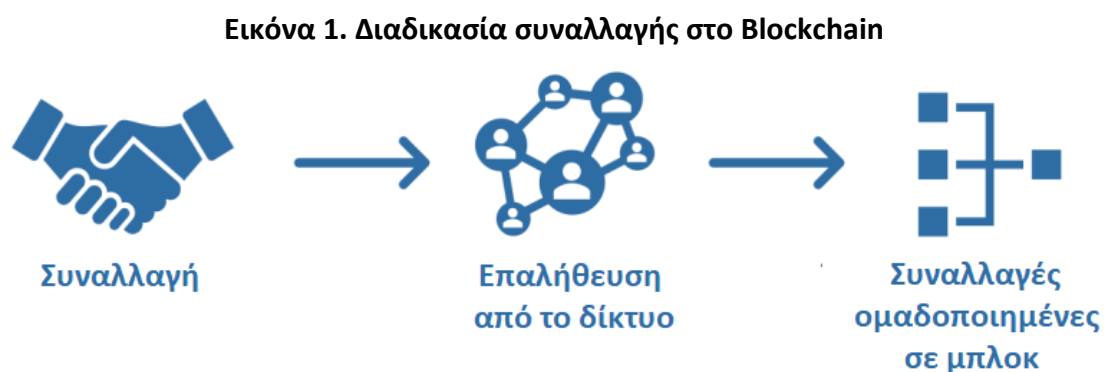 Εικόνα 1. Διαδικασία συναλλαγής στο Blockchain
Συναλλαγή
Επαλήθευση
από το δίκτυο
Συναλλαγές
ομαδοποιημένες
σε μπλοκ